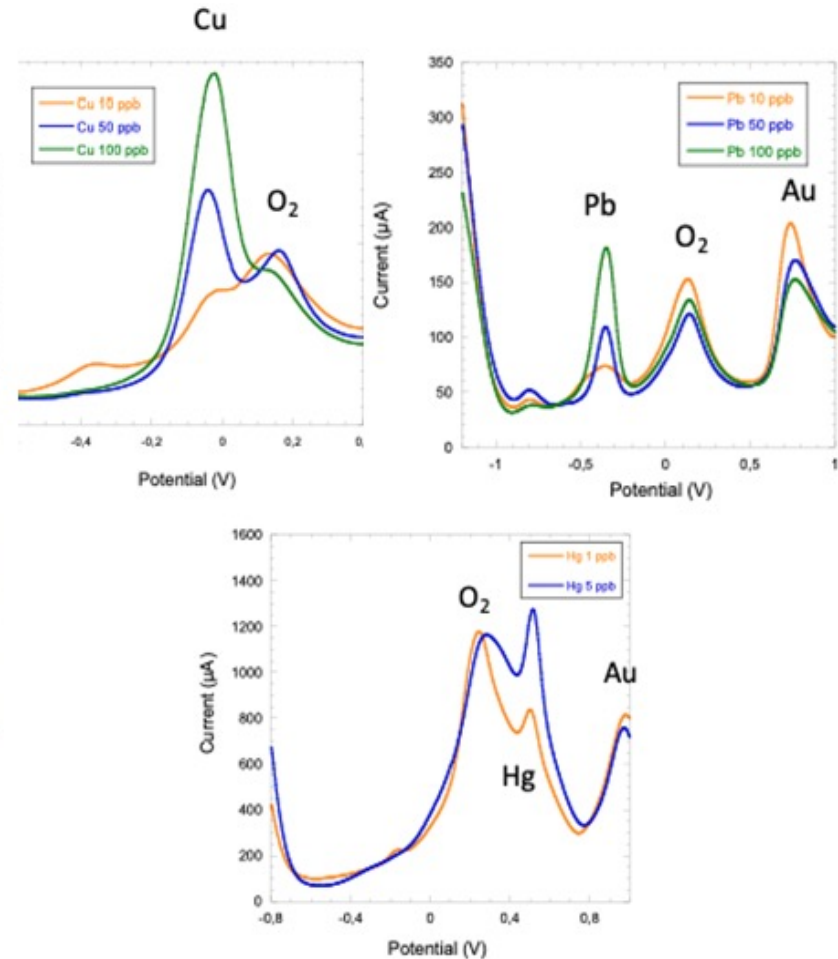 Cu
Cu 10 ppb
Cu 50 ppb
Cu 100 ppb
O₂
-0,4
-0,2
0
0,2
0,
Potential (V)
350
300
250
200
150
100
50
0
Current (µA)
Pb 10 ppb
Pb 50 ppb
Pb 100 ppb
Pb
O₂
Au
-1
-0,5
0
0,5
1
Potential (V)
1600
1400
1200
1000
800
600
400
200
0
Current (µA)
Hg 1 ppb
Hg 5 ppb
O₂
Hg
Au
-0,8
-0,4
0
0,4
0,8
Potential (V)